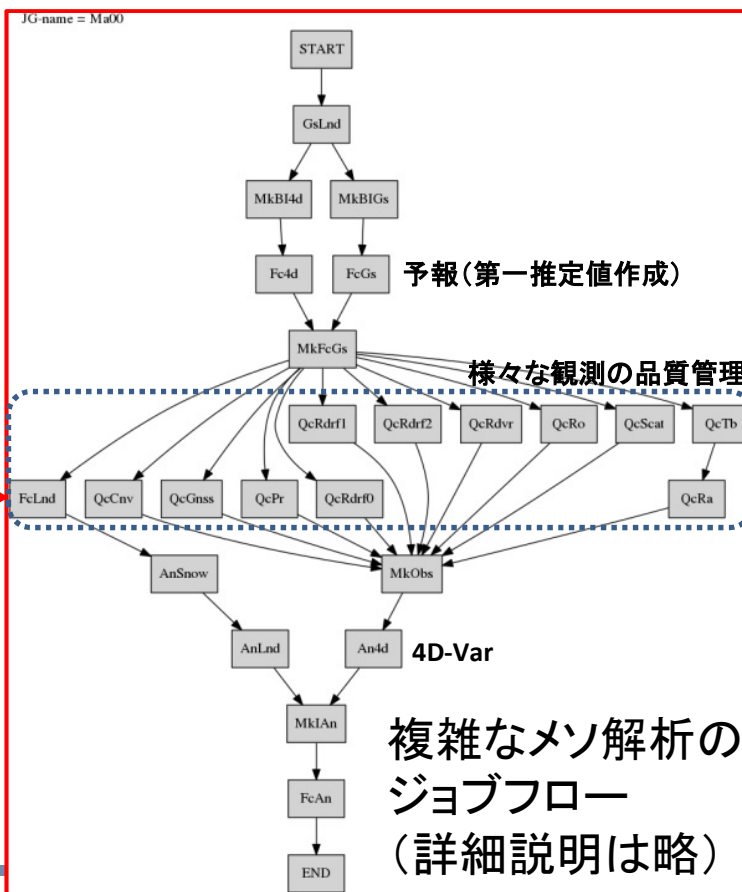 JG-name = Ma00
START
GsLnd
MkBI4d
MkBIGs
Fc4d
FcGs
予報(第一推定値作成)
MkFcGs
様々な観測の品質管理
QcRdrf1
QcRdrf2
QcRdvr
QcRo
QcScat
QcTb
FcLnd
QcCnv
QcGnss
QcPr
QcRdrf0
QcRa
AnSnow
MkObs
AnLnd
An4d
4D-Var
MkIAn
FcAn
END
複雑なメソ解析の
ジョブフロー
(詳細説明は略)